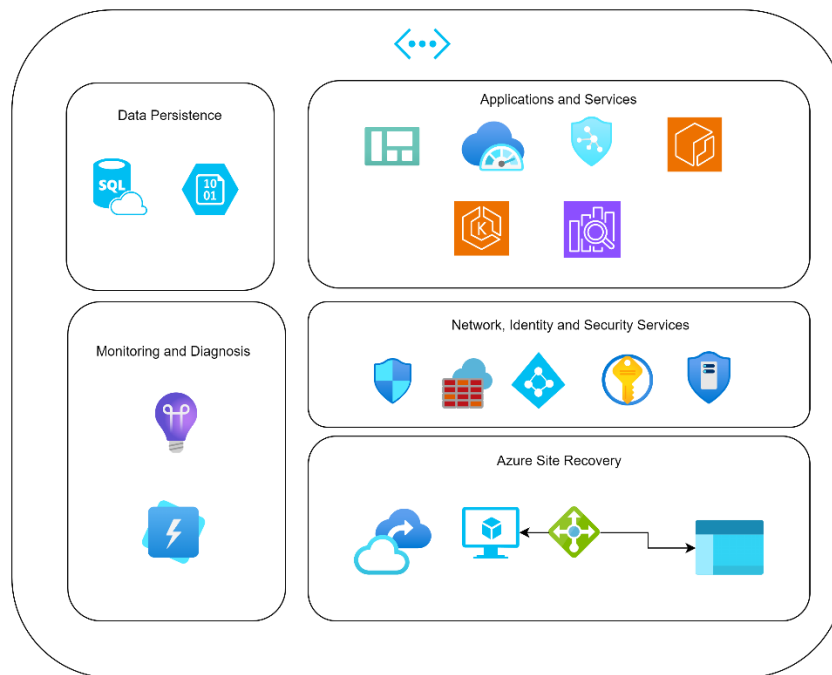 Data Persistence
SQL
10
01
Applications and Services
K
Monitoring and Diagnosis
Network, Identity and Security Services
Azure Site Recovery